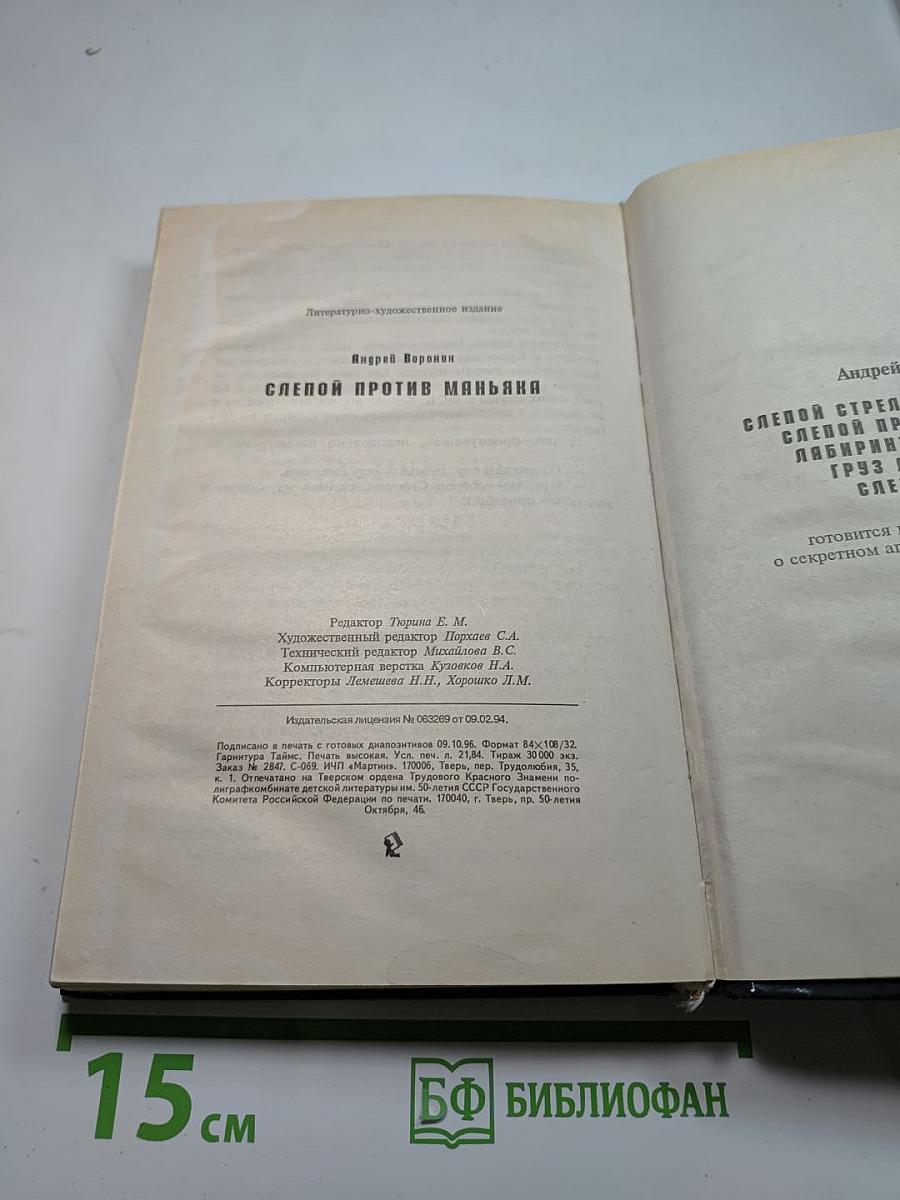 Литературно-художественное издание
Андрей Воронин
СЛЕПОЙ ПРОТИВ МАНЬЯКА
Редактор Тюрина Е. М.
Художественный редактор Порхаев С.А.
Технический редактор Михайлова В.С.
Компьютерная верстка Кузовков Н.А.
Корректоры Лемешева Н.Н., Хорошко Л.М.
Издательская лицензия № 063269 от 09.02.94.
Подписано в печать с готовых диапозитивов 09.10.96. Формат 84×108/32.
Гарнитура Таймс. Печать высокая. Усл. печ. л. 21,84. Тираж 30 000 экз.
Заказ № 2847. С-069. ИЧП «Мартин». 170006, Тверь, пер. Трудолюбия, 35,
к. 1. Отпечатано на Тверском ордена Трудового Красного Знамени по-
лиграфкомбинате детской литературы им. 50-летия СССР Государственного
Комитета Российской Федерации по печати. 170040, г. Тверь, пр. 50-летия
Октября, 46.
Андрей
СЛЕПОЙ СТРЕЛ
СЛЕПОЙ ПР
ЛАБИРИН
ГРУЗ
СЛЕ
готовится
о секретном аг
15 см
БФ БИБЛИОФАН